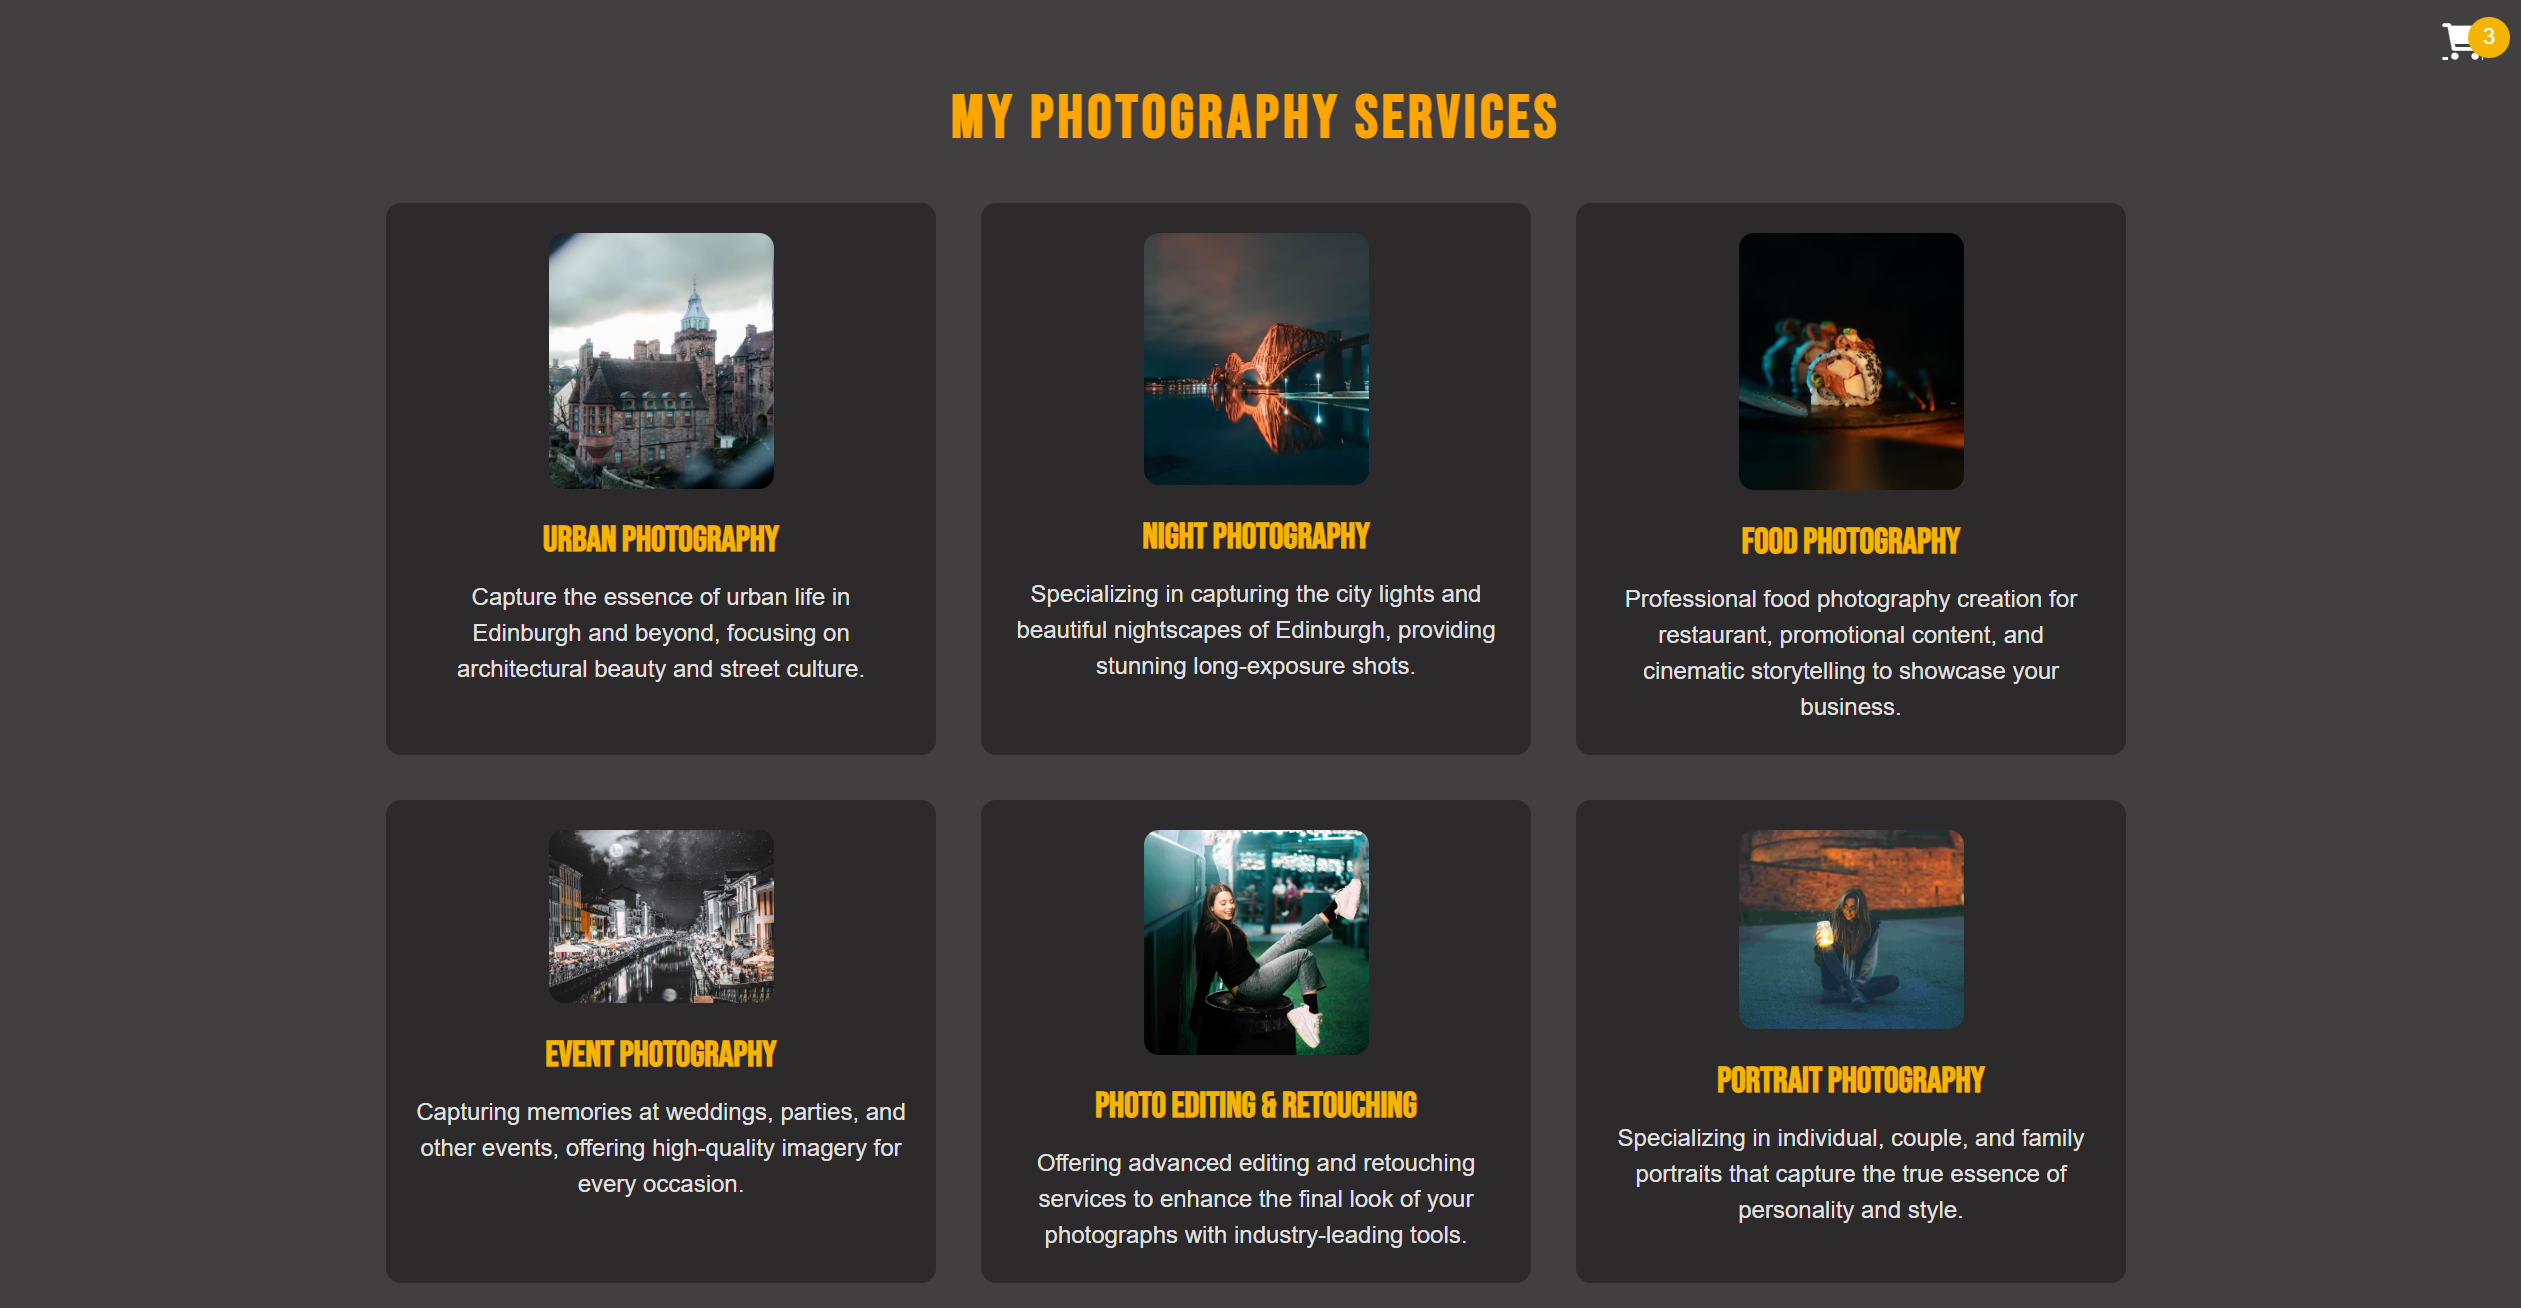 3
MY PHOTOGRAPHY SERVICES
URBAN PHOTOGRAPHY
Capture the essence of urban life in
Edinburgh and beyond, focusing on
architectural beauty and street culture.
NIGHT PHOTOGRAPHY
Specializing in capturing the city lights and
beautiful nightscapes of Edinburgh, providing
stunning long-exposure shots.
FOOD PHOTOGRAPHY
Professional food photography creation for
restaurant, promotional content, and
cinematic storytelling to showcase your
business.
EVENT PHOTOGRAPHY
Capturing memories at weddings, parties, and
other events, offering high-quality imagery for
every occasion.
PHOTO EDITING & RETOUCHING
Offering advanced editing and retouching
services to enhance the final look of your
photographs with industry-leading tools.
PORTRAIT PHOTOGRAPHY
Specializing in individual, couple, and family
portraits that capture the true essence of
personality and style.